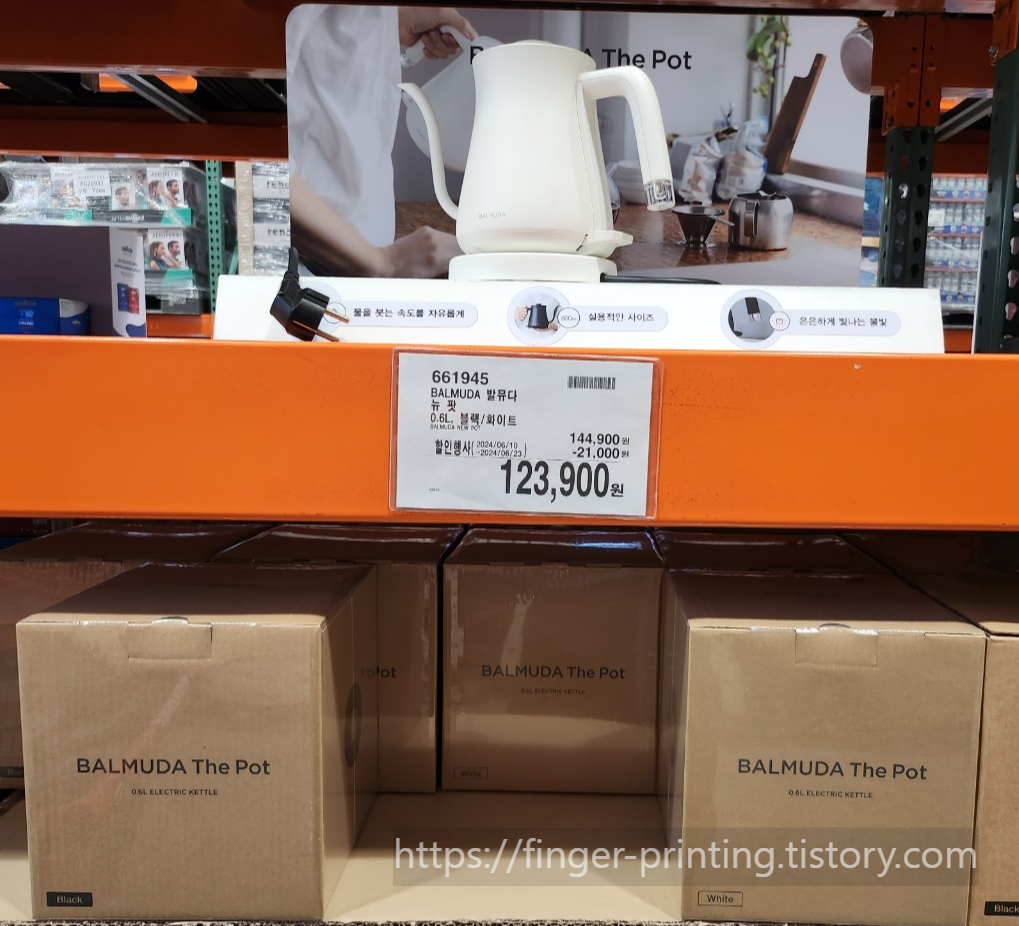 BALMUDA The Pot
BALMUDA
물을 붓는 속도를 자유롭게
600㎖
실용적인 사이즈
은은하게 빛나는 불빛
661945
BALMUDA 발뮤다
뉴 팟
0.6L, 블랙/화이트
BALMUDA NEW POT
144,900원
할인행사(2024/06/10
-2024/06/23) -21,000원
123,900원
BALMUDA The Pot
0.6L ELECTRIC KETTLE
White
Pot
BALMUDA The Pot
0.6L ELECTRIC KETTLE
Black
BALMUDA The Pot
0.6L ELECTRIC KETTLE
White
Black
https://finger-printing.tistory.com